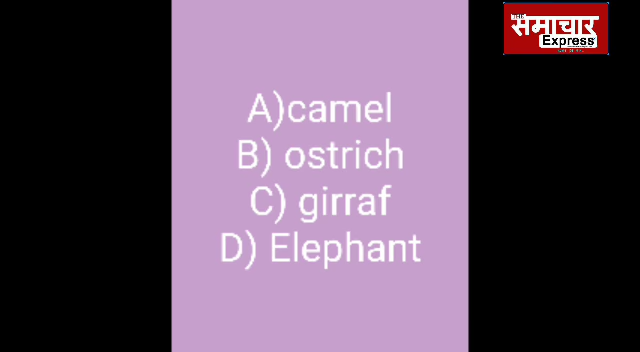 समाचार
Express
A)camel
B) ostrich
C) girraf
D) Elephant